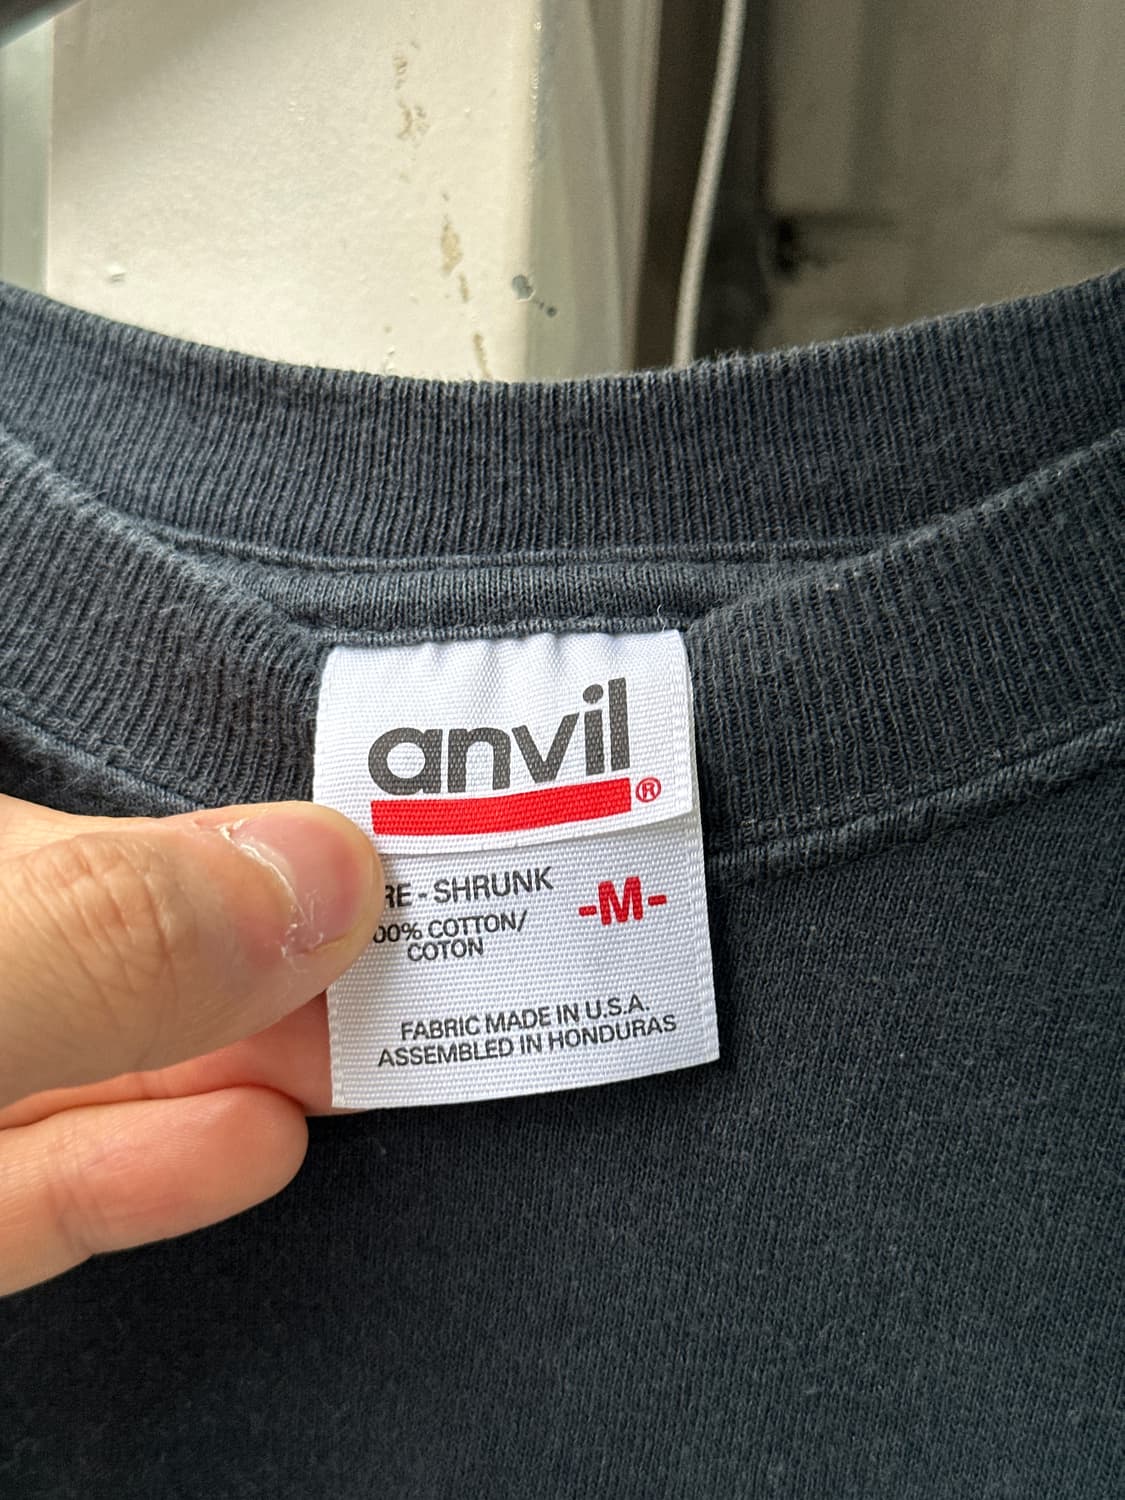 anvil®
RE - SHRUNK
-M-
00% COTTON/
COTON
FABRIC MADE IN U.S.A.
ASSEMBLED IN HONDURAS